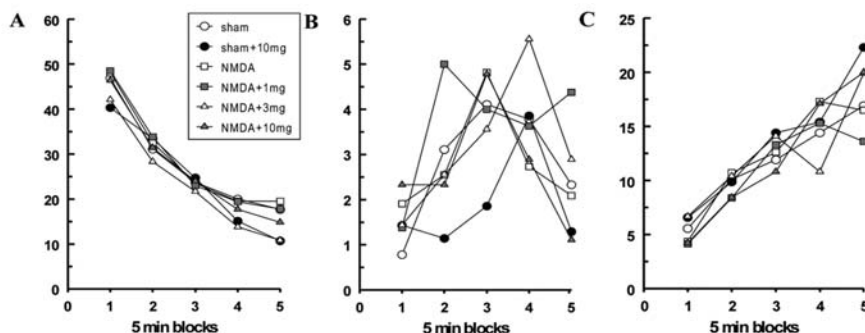 A
60
50
40
30
20
10
0
0 1 2 3 4 5
5 min blocks
sham
sham+10mg
NMDA
NMDA+1mg
NMDA+3mg
NMDA+10mg
B
6
5
4
3
2
1
0
0 1 2 3 4 5
5 min blocks
C
25
20
15
10
5
0
0 1 2 3 4 5
5 min blocks